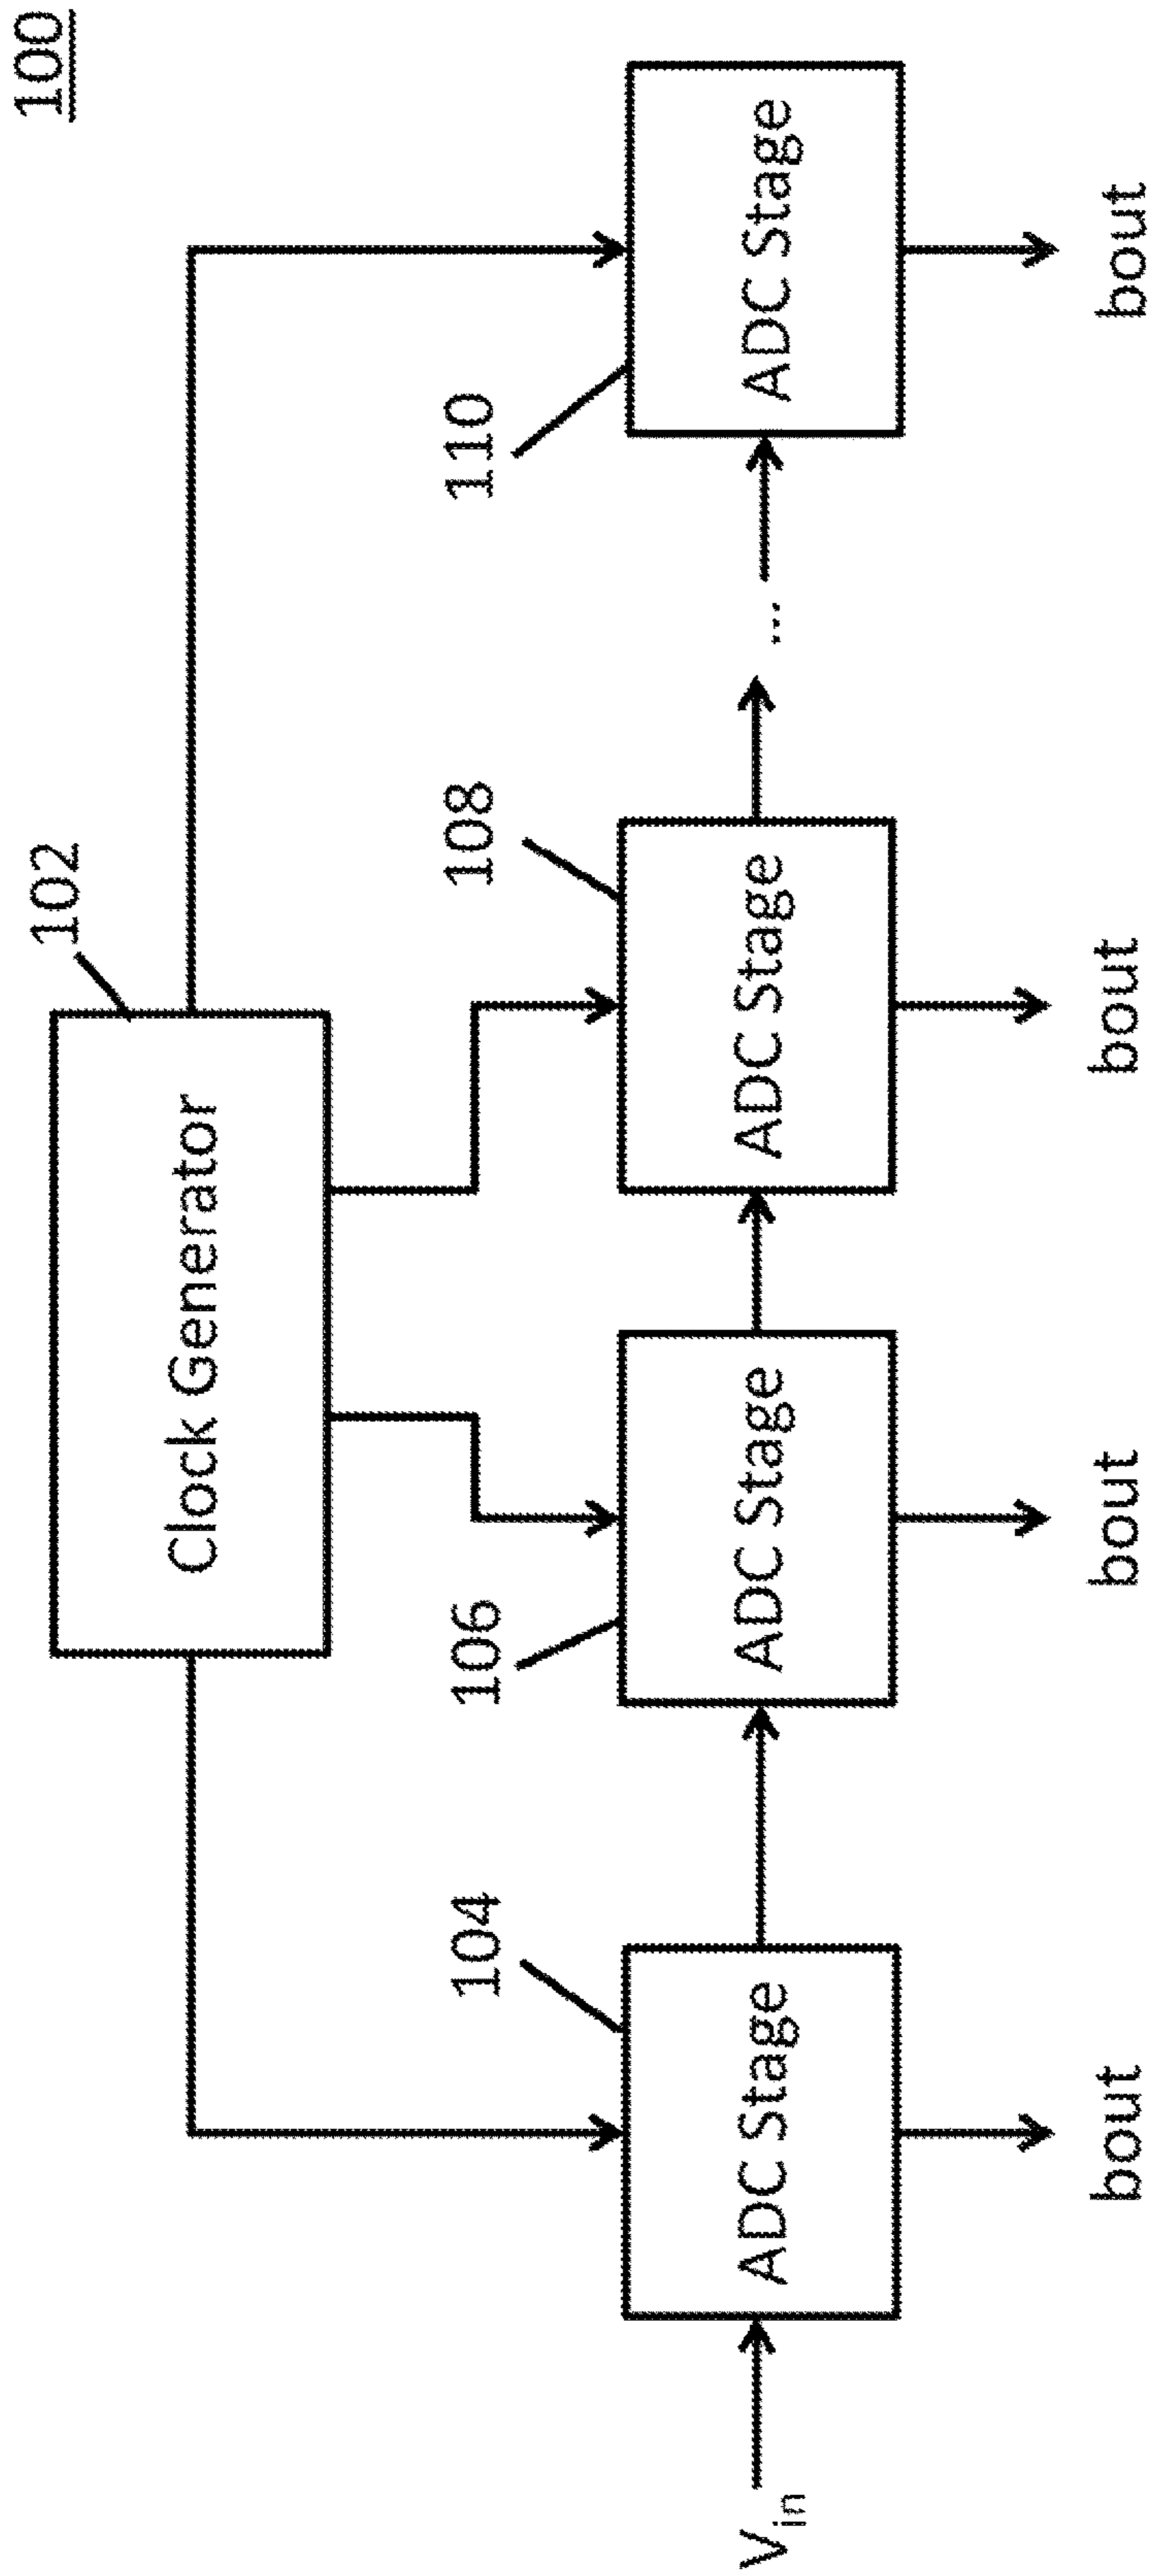 100
102
Clock Generator
104
106
108
110
V_in
ADC Stage
ADC Stage
ADC Stage
...
ADC Stage
bout
bout
bout
bout